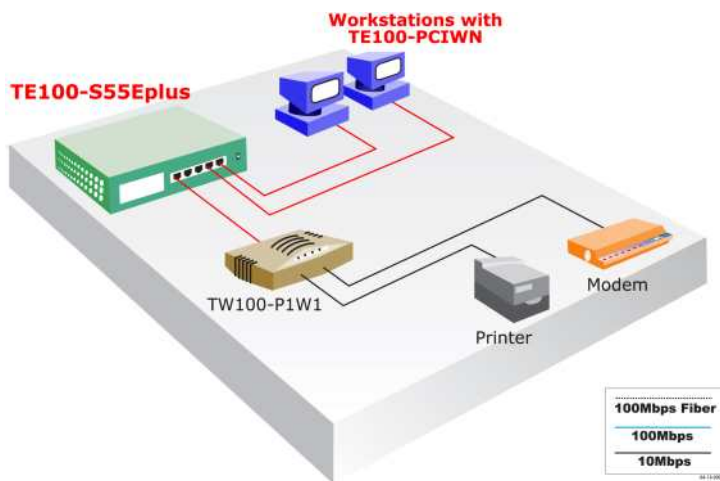 Workstations with
TE100-PCIWN
TE100-S55Eplus
TW100-P1W1
Modem
Printer
100Mbps Fiber
100Mbps
10Mbps